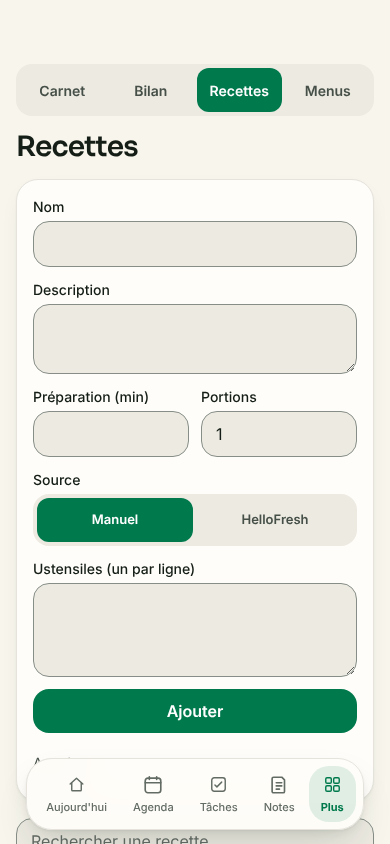 Carnet Bilan Recettes Menus
Recettes
Nom
Description
Préparation (min) Portions
1
Source
Manuel HelloFresh
Ustensiles (un par ligne)
Ajouter
Aujourd'hui Agenda Tâches Notes Plus
Rechercher une recette